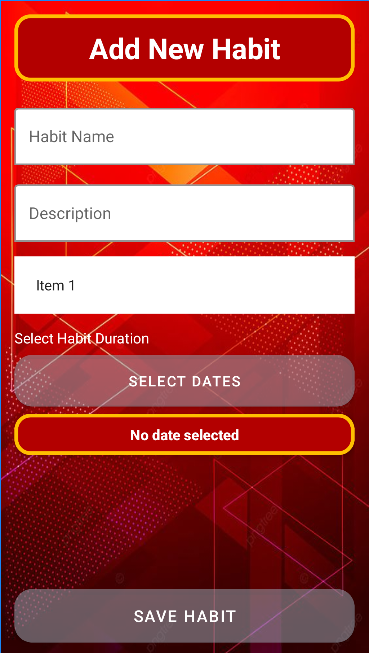 Add New Habit
Habit Name
Description
Item 1
Select Habit Duration
SELECT DATES
No date selected
SAVE HABIT